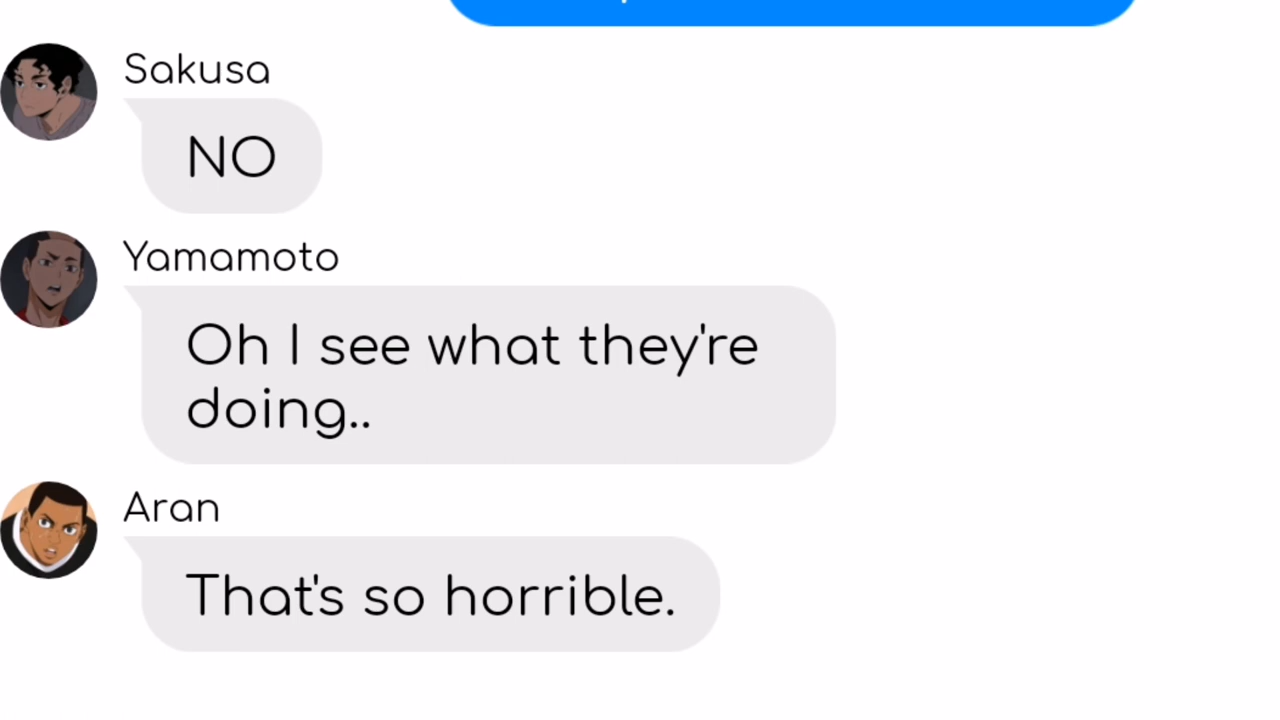 Sakusa
NO
Yamamoto
Oh I see what they're
doing..
Aran
That's so horrible.